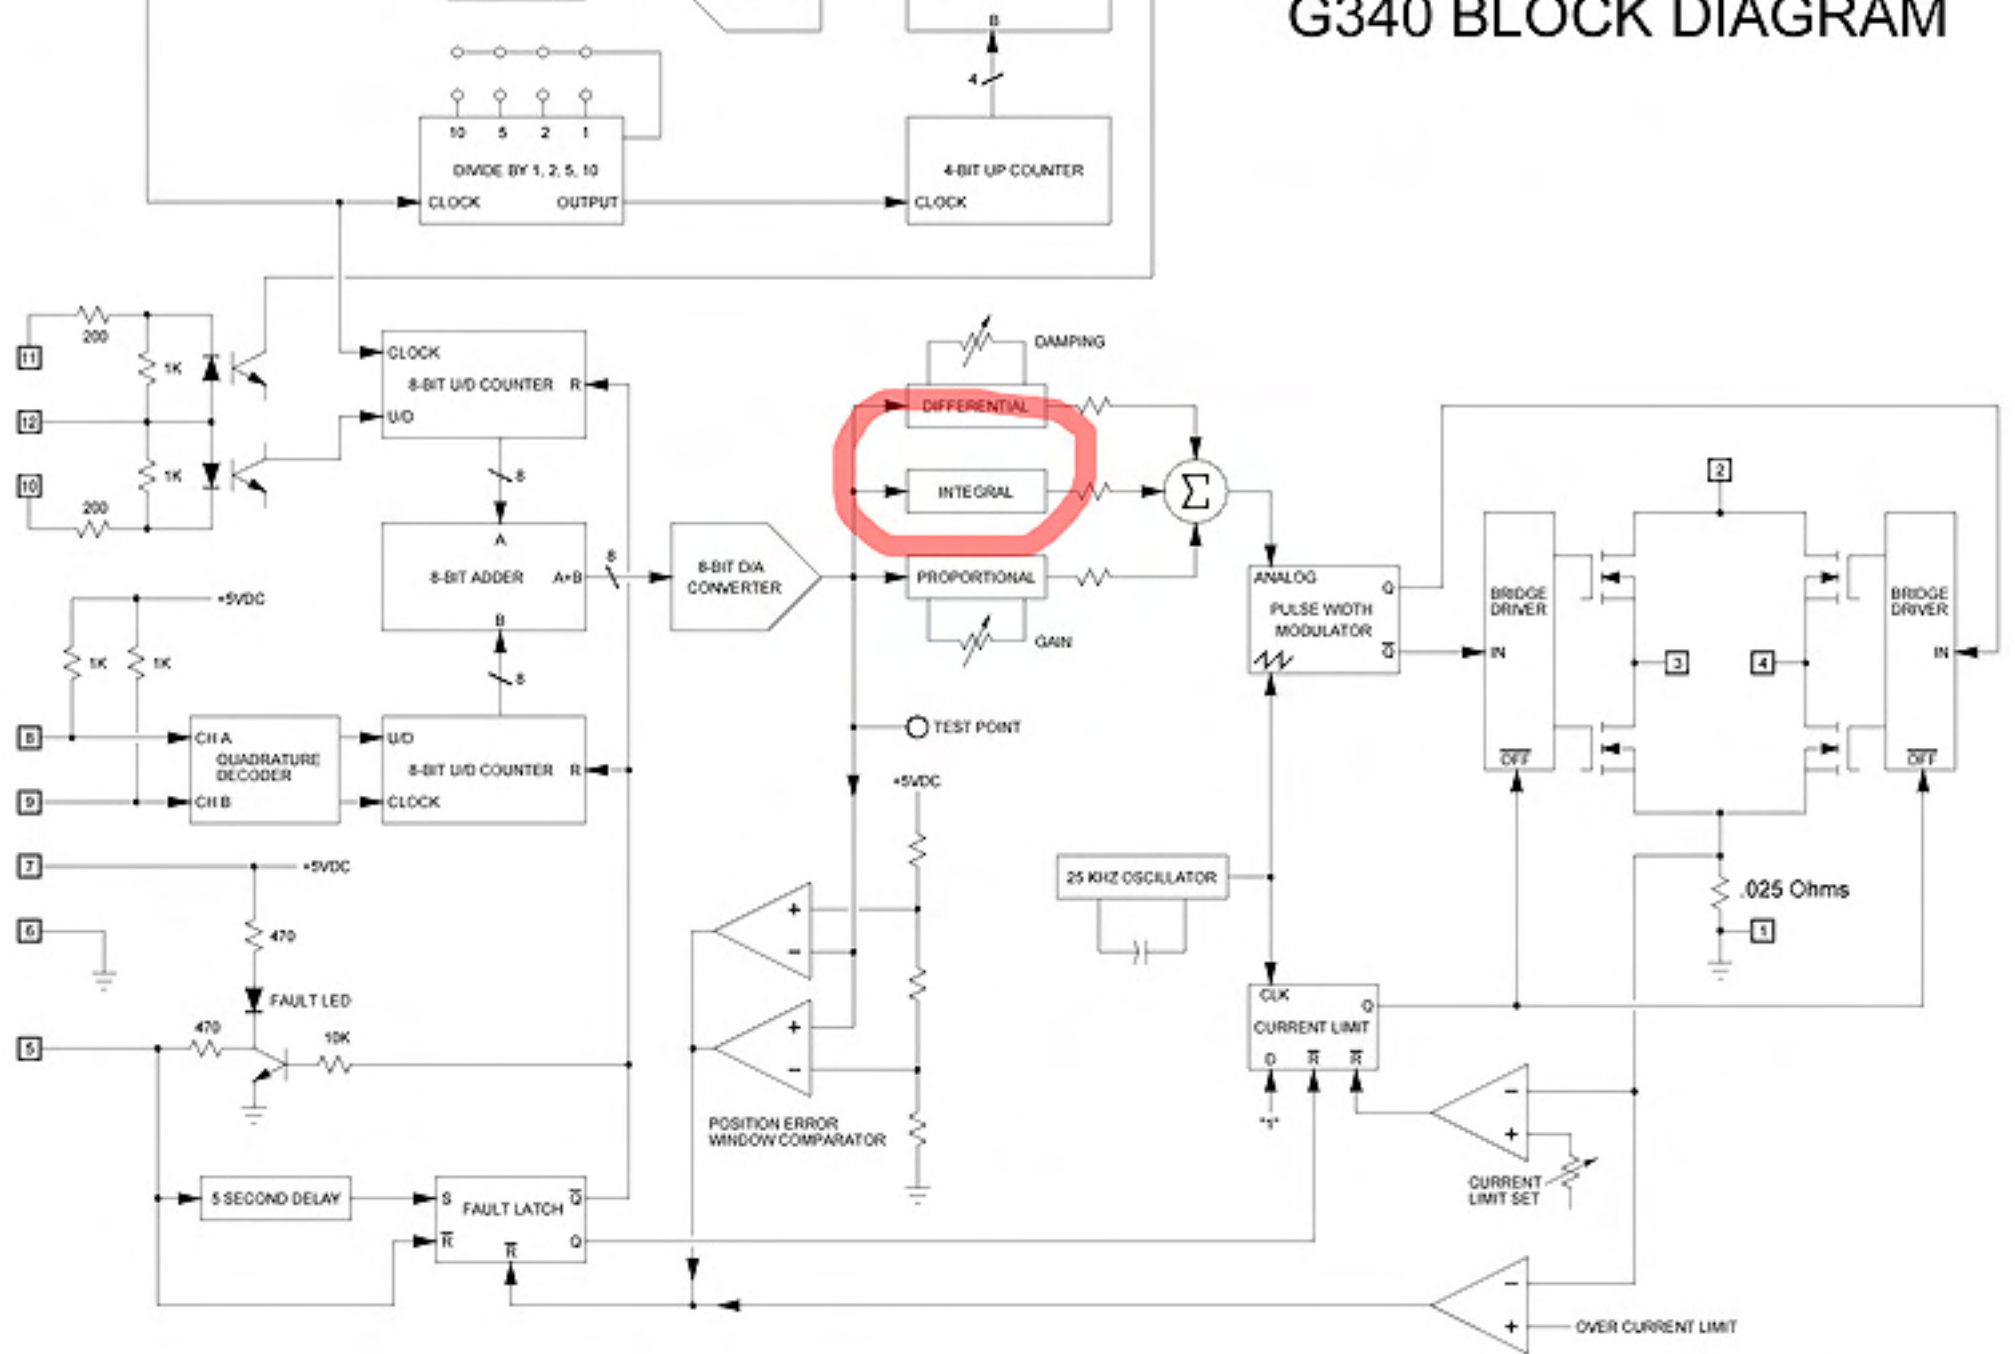 G340 BLOCK DIAGRAM
B
4
10 5 2 1
DIVIDE BY 1, 2, 5, 10
CLOCK OUTPUT
4-BIT UP COUNTER
CLOCK
11
200
1K
12
1K
10
200
CLOCK
8-BIT U/D COUNTER R
U/D
8
A
8-BIT ADDER A+B
B
8
8
8-BIT D/A
CONVERTER
DAMPING
DIFFERENTIAL
INTEGRAL
PROPORTIONAL
GAIN
Σ
ANALOG Q
PULSE WIDTH
MODULATOR
Q̅
2
BRIDGE
DRIVER
IN
O̅F̅F̅
3
4
BRIDGE
DRIVER
IN
O̅F̅F̅
+5VDC
1K
1K
8
9
CH A
QUADRATURE
DECODER
CH B
U/D
8-BIT U/D COUNTER R
CLOCK
TEST POINT
+5VDC
7
+5VDC
6
470
FAULT LED
5
470
10K
+
-
+
-
POSITION ERROR
WINDOW COMPARATOR
25 KHZ OSCILLATOR
.025 Ohms
1
CLK Q
CURRENT LIMIT
D R̅ R̅
"1"
-
+
CURRENT
LIMIT SET
5 SECOND DELAY
S Q̅
FAULT LATCH
R̅ R̅ Q
-
+
OVER CURRENT LIMIT